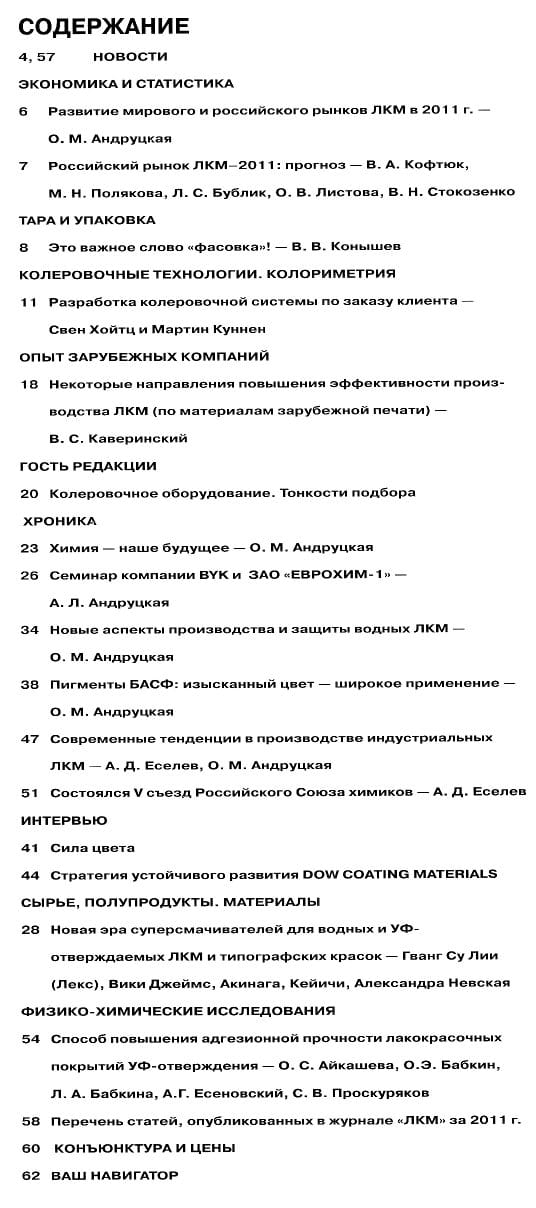 СОДЕРЖАНИЕ
4, 57 НОВОСТИ
ЭКОНОМИКА И СТАТИСТИКА
6 Развитие мирового и российского рынков ЛКМ в 2011 г. —
О. М. Андруцкая
7 Российский рынок ЛКМ–2011: прогноз — В. А. Кофтюк,
М. Н. Полякова, Л. С. Бублик, О. В. Листова, В. Н. Стокозенко
ТАРА И УПАКОВКА
8 Это важное слово «фасовка»! — В. В. Конышев
КОЛЕРОВОЧНЫЕ ТЕХНОЛОГИИ. КОЛОРИМЕТРИЯ
11 Разработка колеровочной системы по заказу клиента —
Свен Хойтц и Мартин Куннен
ОПЫТ ЗАРУБЕЖНЫХ КОМПАНИЙ
18 Некоторые направления повышения эффективности произ-
водства ЛКМ (по материалам зарубежной печати) —
В. С. Каверинский
ГОСТЬ РЕДАКЦИИ
20 Колеровочное оборудование. Тонкости подбора
ХРОНИКА
23 Химия — наше будущее — О. М. Андруцкая
26 Семинар компании BYK и ЗАО «ЕВРОХИМ-1» —
А. Л. Андруцкая
34 Новые аспекты производства и защиты водных ЛКМ —
О. М. Андруцкая
38 Пигменты БАСФ: изысканный цвет — широкое применение —
О. М. Андруцкая
47 Современные тенденции в производстве индустриальных
ЛКМ — А. Д. Еселев, О. М. Андруцкая
51 Состоялся V съезд Российского Союза химиков — А. Д. Еселев
ИНТЕРВЬЮ
41 Сила цвета
44 Стратегия устойчивого развития DOW COATING MATERIALS
СЫРЬЕ, ПОЛУПРОДУКТЫ. МАТЕРИАЛЫ
28 Новая эра суперсмачивателей для водных и УФ-
отверждаемых ЛКМ и типографских красок — Гванг Су Лии
(Лекс), Вики Джеймс, Акинага, Кейичи, Александра Невская
ФИЗИКО-ХИМИЧЕСКИЕ ИССЛЕДОВАНИЯ
54 Способ повышения адгезионной прочности лакокрасочных
покрытий УФ-отверждения — О. С. Айкашева, О.Э. Бабкин,
Л. А. Бабкина, А.Г. Есеновский, С. В. Проскуряков
58 Перечень статей, опубликованных в журнале «ЛКМ» за 2011 г.
60 КОНЪЮНКТУРА И ЦЕНЫ
62 ВАШ НАВИГАТОР